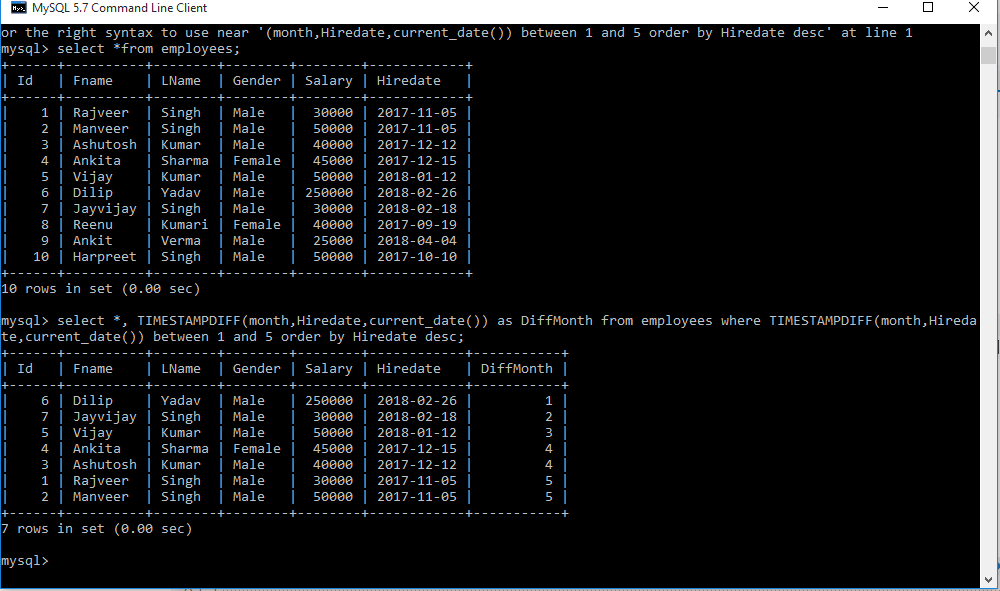 MySQL 5.7 Command Line Client
or the right syntax to use near '(month,Hiredate,current_date()) between 1 and 5 order by Hiredate desc' at line 1
mysql> select *from employees;
+------+----------+--------+--------+--------+------------+
| Id   | Fname    | LName  | Gender | Salary | Hiredate   |
+------+----------+--------+--------+--------+------------+
|    1 | Rajveer  | Singh  | Male   |  30000 | 2017-11-05 |
|    2 | Manveer  | Singh  | Male   |  50000 | 2017-11-05 |
|    3 | Ashutosh | Kumar  | Male   |  40000 | 2017-12-12 |
|    4 | Ankita   | Sharma | Female |  45000 | 2017-12-15 |
|    5 | Vijay    | Kumar  | Male   |  50000 | 2018-01-12 |
|    6 | Dilip    | Yadav  | Male   | 250000 | 2018-02-26 |
|    7 | Jayvijay | Singh  | Male   |  30000 | 2018-02-18 |
|    8 | Reenu    | Kumari | Female |  40000 | 2017-09-19 |
|    9 | Ankit    | Verma  | Male   |  25000 | 2018-04-04 |
|   10 | Harpreet | Singh  | Male   |  50000 | 2017-10-10 |
+------+----------+--------+--------+--------+------------+
10 rows in set (0.00 sec)
mysql> select *, TIMESTAMPDIFF(month,Hiredate,current_date()) as DiffMonth from employees where TIMESTAMPDIFF(month,Hireda
te,current_date()) between 1 and 5 order by Hiredate desc;
+------+----------+--------+--------+--------+------------+-----------+
| Id   | Fname    | LName  | Gender | Salary | Hiredate   | DiffMonth |
+------+----------+--------+--------+--------+------------+-----------+
|    6 | Dilip    | Yadav  | Male   | 250000 | 2018-02-26 |         1 |
|    7 | Jayvijay | Singh  | Male   |  30000 | 2018-02-18 |         2 |
|    5 | Vijay    | Kumar  | Male   |  50000 | 2018-01-12 |         3 |
|    4 | Ankita   | Sharma | Female |  45000 | 2017-12-15 |         4 |
|    3 | Ashutosh | Kumar  | Male   |  40000 | 2017-12-12 |         4 |
|    1 | Rajveer  | Singh  | Male   |  30000 | 2017-11-05 |         5 |
|    2 | Manveer  | Singh  | Male   |  50000 | 2017-11-05 |         5 |
+------+----------+--------+--------+--------+------------+-----------+
7 rows in set (0.00 sec)
mysql>